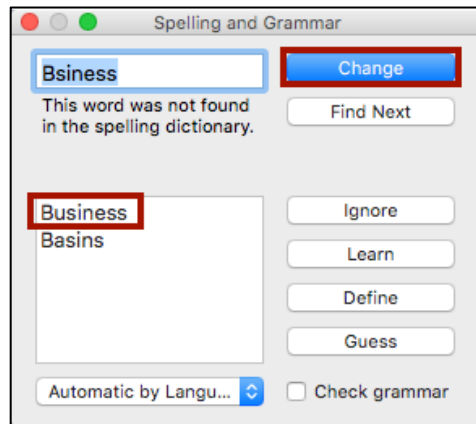 Spelling and Grammar
Bsiness
Change
This word was not found
in the spelling dictionary.
Find Next
Business
Basins
Ignore
Learn
Define
Guess
Automatic by Langu...
Check grammar